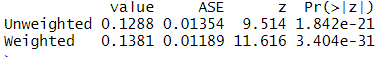 value ASE z Pr(>|z|)
Unweighted 0.1288 0.01354 9.514 1.842e-21
Weighted 0.1381 0.01189 11.616 3.404e-31